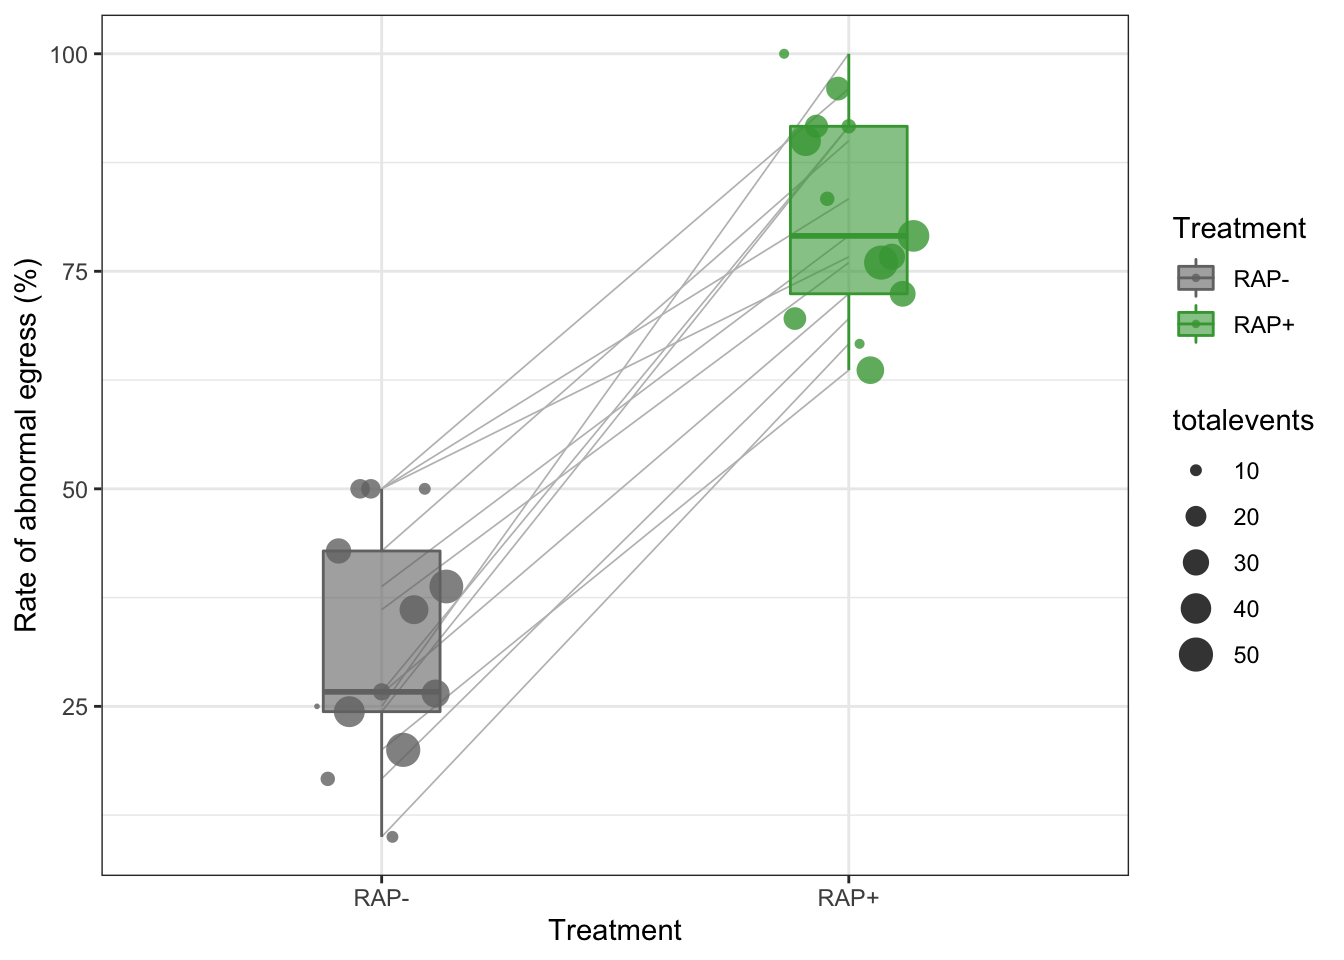 Rate of abnormal egress (%)
100
75
50
25
RAP-
RAP+
Treatment
Treatment
RAP-
RAP+
totalevents
10
20
30
40
50